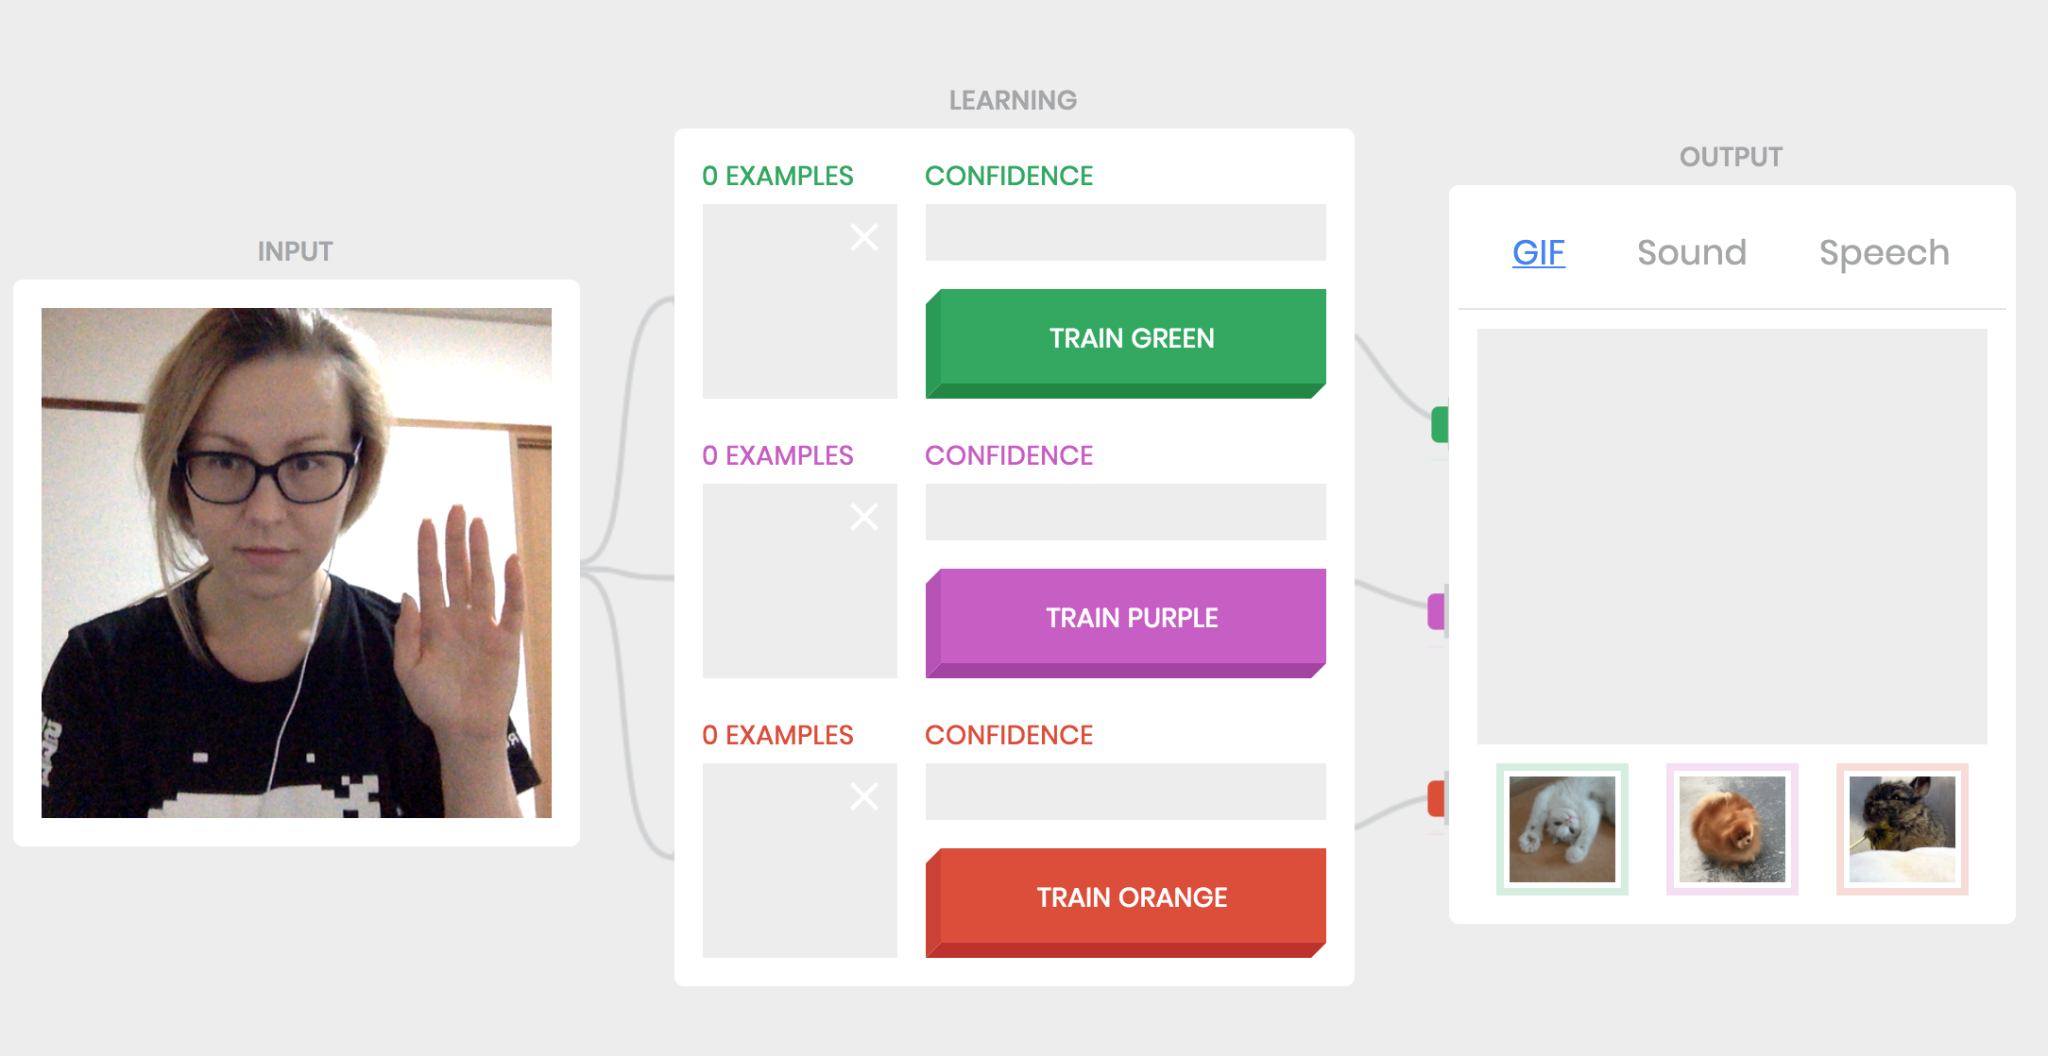 INPUT
LEARNING
0 EXAMPLES
CONFIDENCE
TRAIN GREEN
0 EXAMPLES
CONFIDENCE
TRAIN PURPLE
0 EXAMPLES
CONFIDENCE
TRAIN ORANGE
OUTPUT
GIF Sound Speech